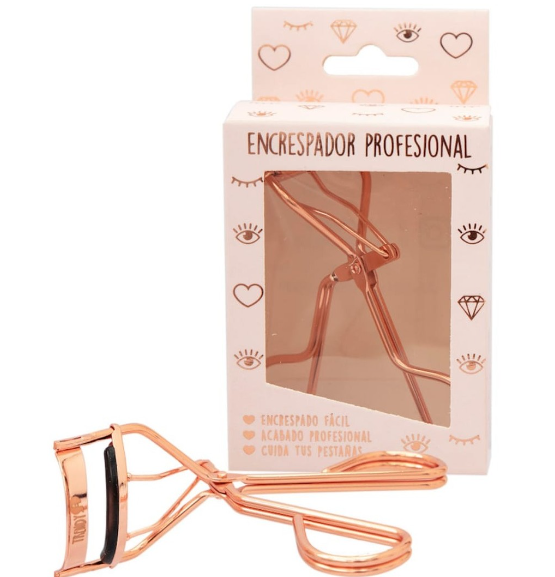 ENCRESPADOR PROFESIONAL
ENCRESPADO FÁCIL
ACABADO PROFESIONAL
CUIDA TUS PESTAÑAS